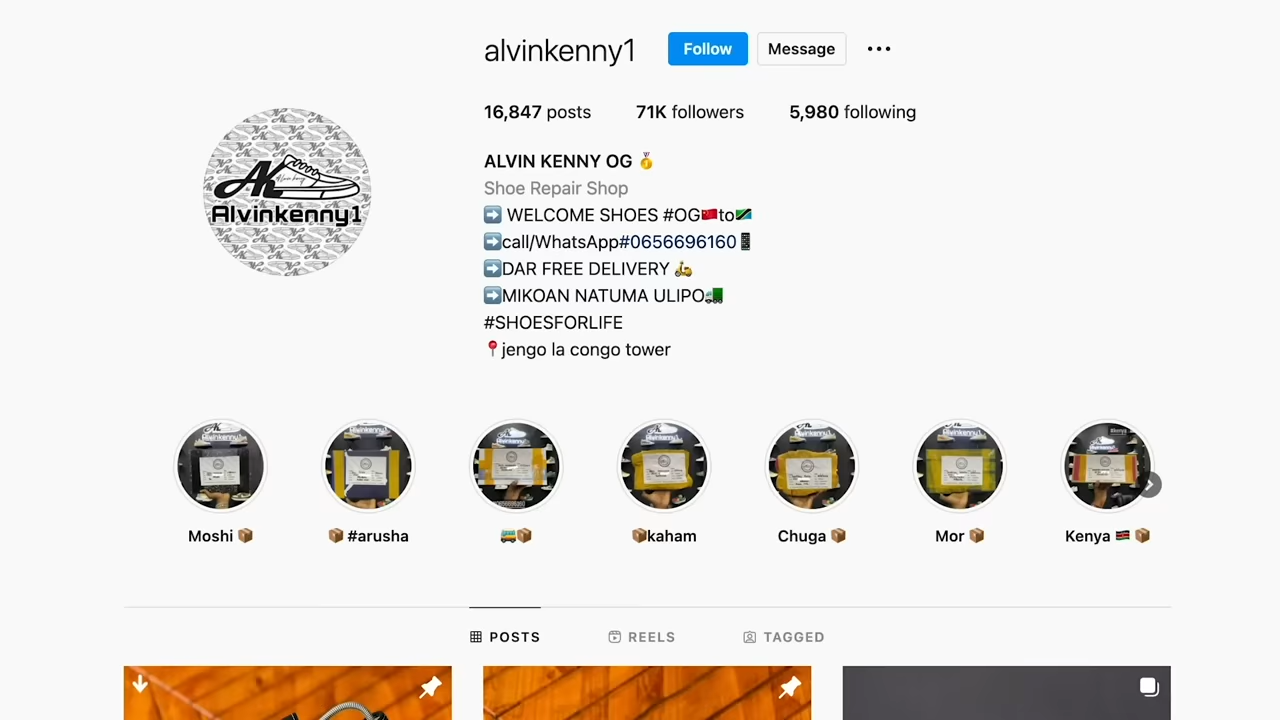 alvinkenny1 Follow Message
16,847 posts 71K followers 5,980 following
ALVIN KENNY OG 🥇
Shoe Repair Shop
➡️ WELCOME SHOES #OG🇨🇳to🇹🇿
➡️call/WhatsApp#0656696160📱
➡️DAR FREE DELIVERY 🛵
➡️MIKOAN NATUMA ULIPO🚛
#SHOESFORLIFE
📍jengo la congo tower
AK
Alvinkenny1
Moshi 📦
📦 #arusha
🚌📦
📦kaham
Chuga 📦
Mor 📦
Kenya 🇰🇪 📦
POSTS REELS TAGGED